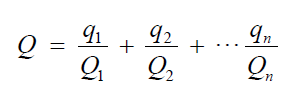 Q = q₁/Q₁ + q₂/Q₂ + ⋯ qₙ/Qₙ